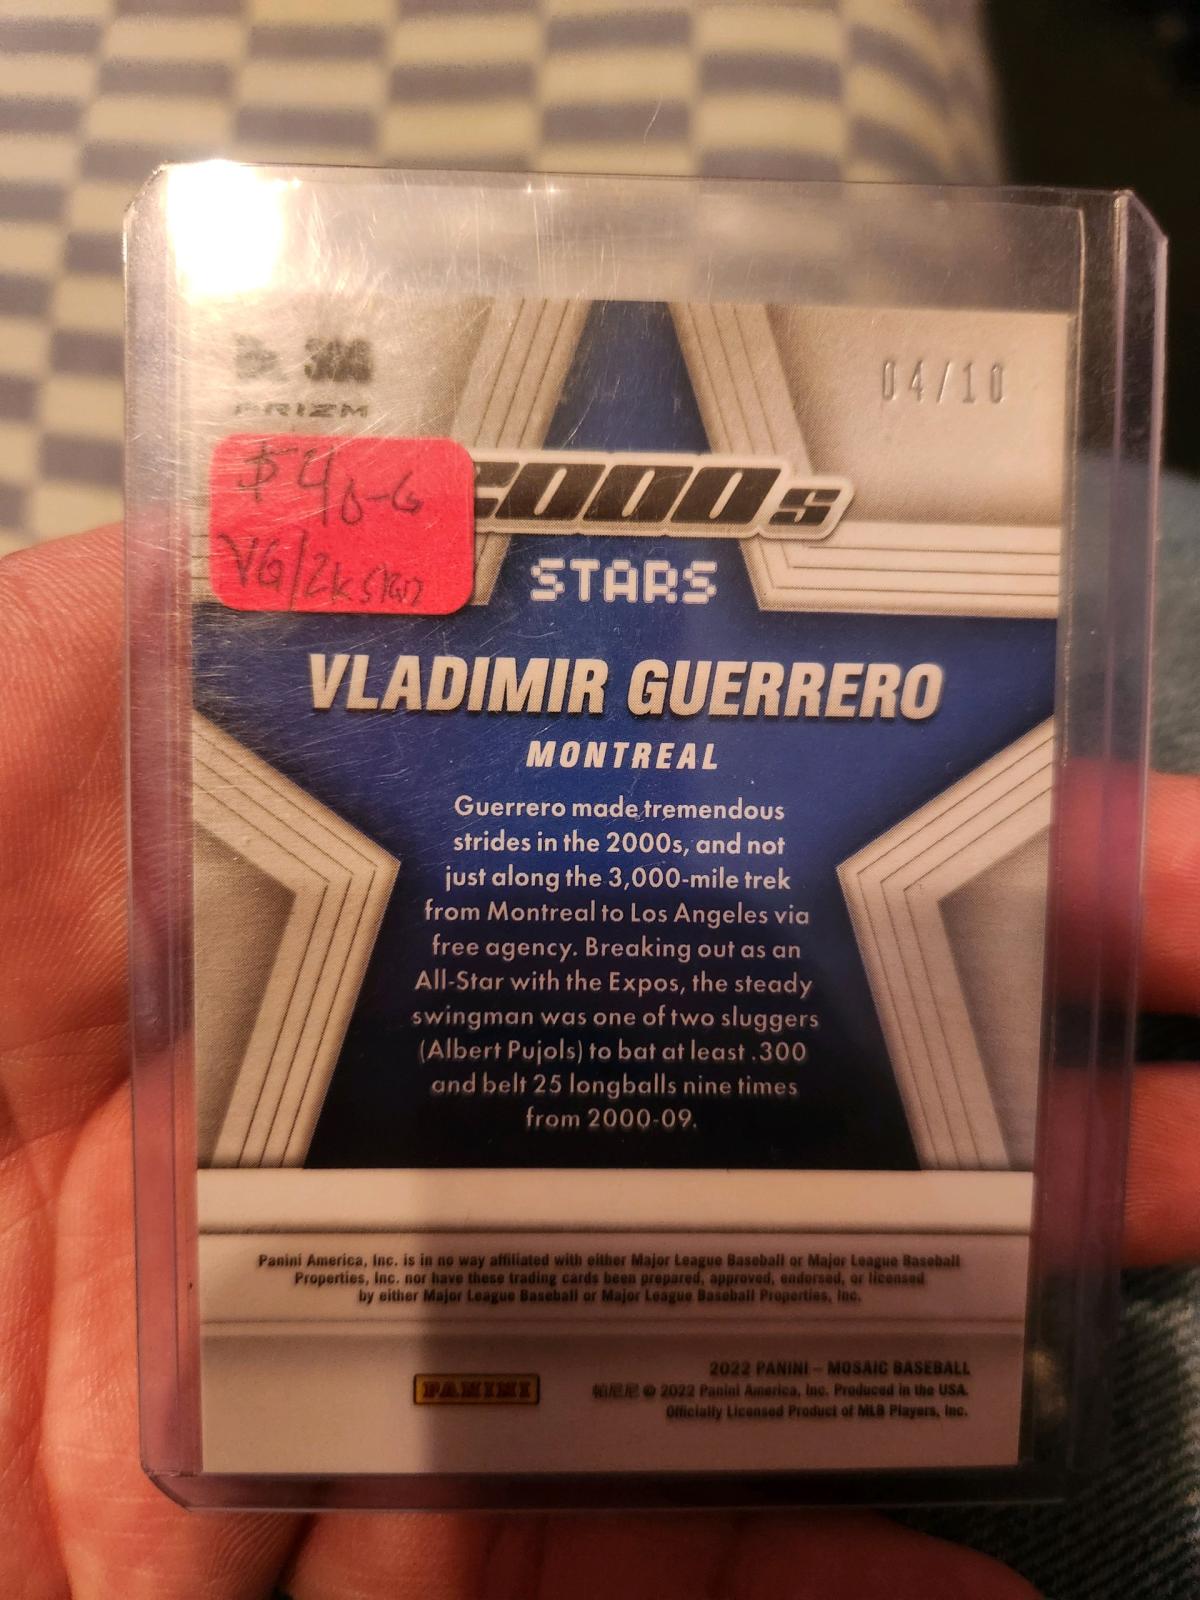 No. 306
04/10
PRIZM
$40-
VG/2k
2000s
STARS
VLADIMIR GUERRERO
MONTREAL
Guerrero made tremendous
strides in the 2000s, and not
just along the 3,000-mile trek
from Montreal to Los Angeles via
free agency. Breaking out as an
All-Star with the Expos, the steady
swingman was one of two sluggers
(Albert Pujols) to bat at least .300
and belt 25 longballs nine times
from 2000-09.
Panini America, Inc. is in no way affiliated with either Major League Baseball or Major League Baseball
Properties, Inc. nor have these trading cards been prepared, approved, endorsed, or licensed
by either Major League Baseball or Major League Baseball Properties, Inc.
2022 PANINI – MOSAIC BASEBALL
PANINI
帕尼尼 © 2022 Panini America, Inc. Produced in the USA.
Officially Licensed Product of MLB Players, Inc.